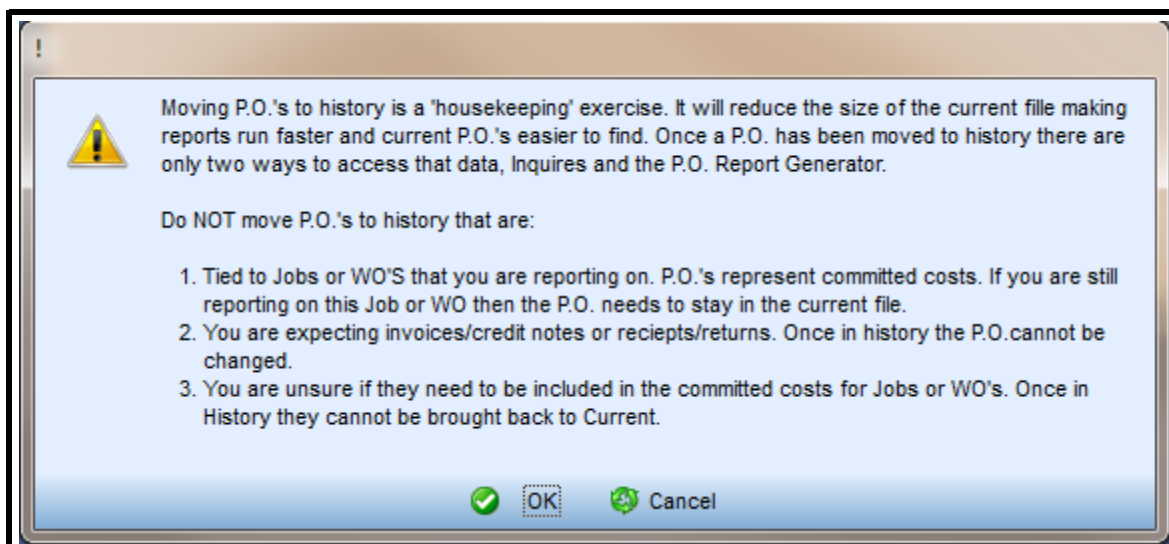 !
Moving P.O.'s to history is a 'housekeeping' exercise. It will reduce the size of the current fille making
reports run faster and current P.O.'s easier to find. Once a P.O. has been moved to history there are
only two ways to access that data, Inquires and the P.O. Report Generator.
Do NOT move P.O.'s to history that are:
1. Tied to Jobs or WO'S that you are reporting on. P.O.'s represent committed costs. If you are still
reporting on this Job or WO then the P.O. needs to stay in the current file.
2. You are expecting invoices/credit notes or reciepts/returns. Once in history the P.O.cannot be
changed.
3. You are unsure if they need to be included in the committed costs for Jobs or WO's. Once in
History they cannot be brought back to Current.
OK Cancel